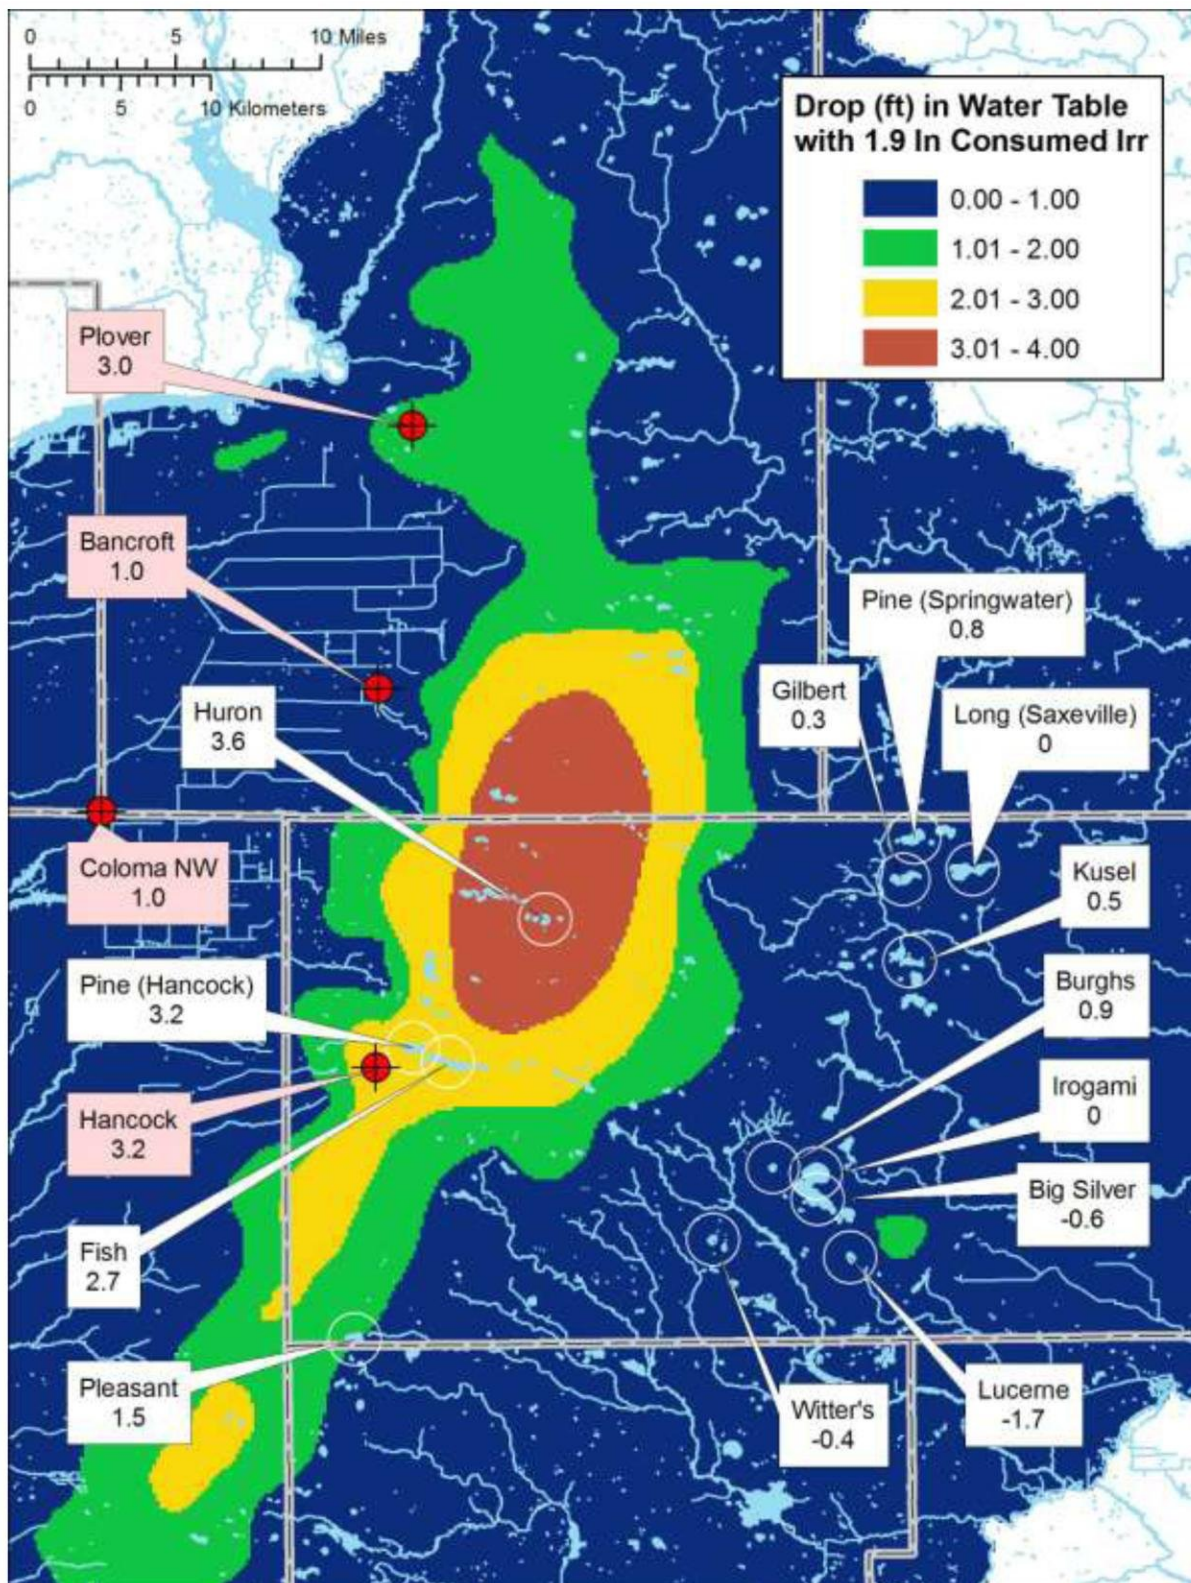 0 5 10 Miles
0 5 10 Kilometers
Drop (ft) in Water Table
with 1.9 In Consumed Irr
0.00 - 1.00
1.01 - 2.00
2.01 - 3.00
3.01 - 4.00
Plover
3.0
Bancroft
1.0
Pine (Springwater)
0.8
Gilbert
0.3
Long (Saxeville)
0
Huron
3.6
Coloma NW
1.0
Kusel
0.5
Pine (Hancock)
3.2
Burghs
0.9
Irogami
0
Hancock
3.2
Big Silver
-0.6
Fish
2.7
Pleasant
1.5
Witter's
-0.4
Lucerne
-1.7